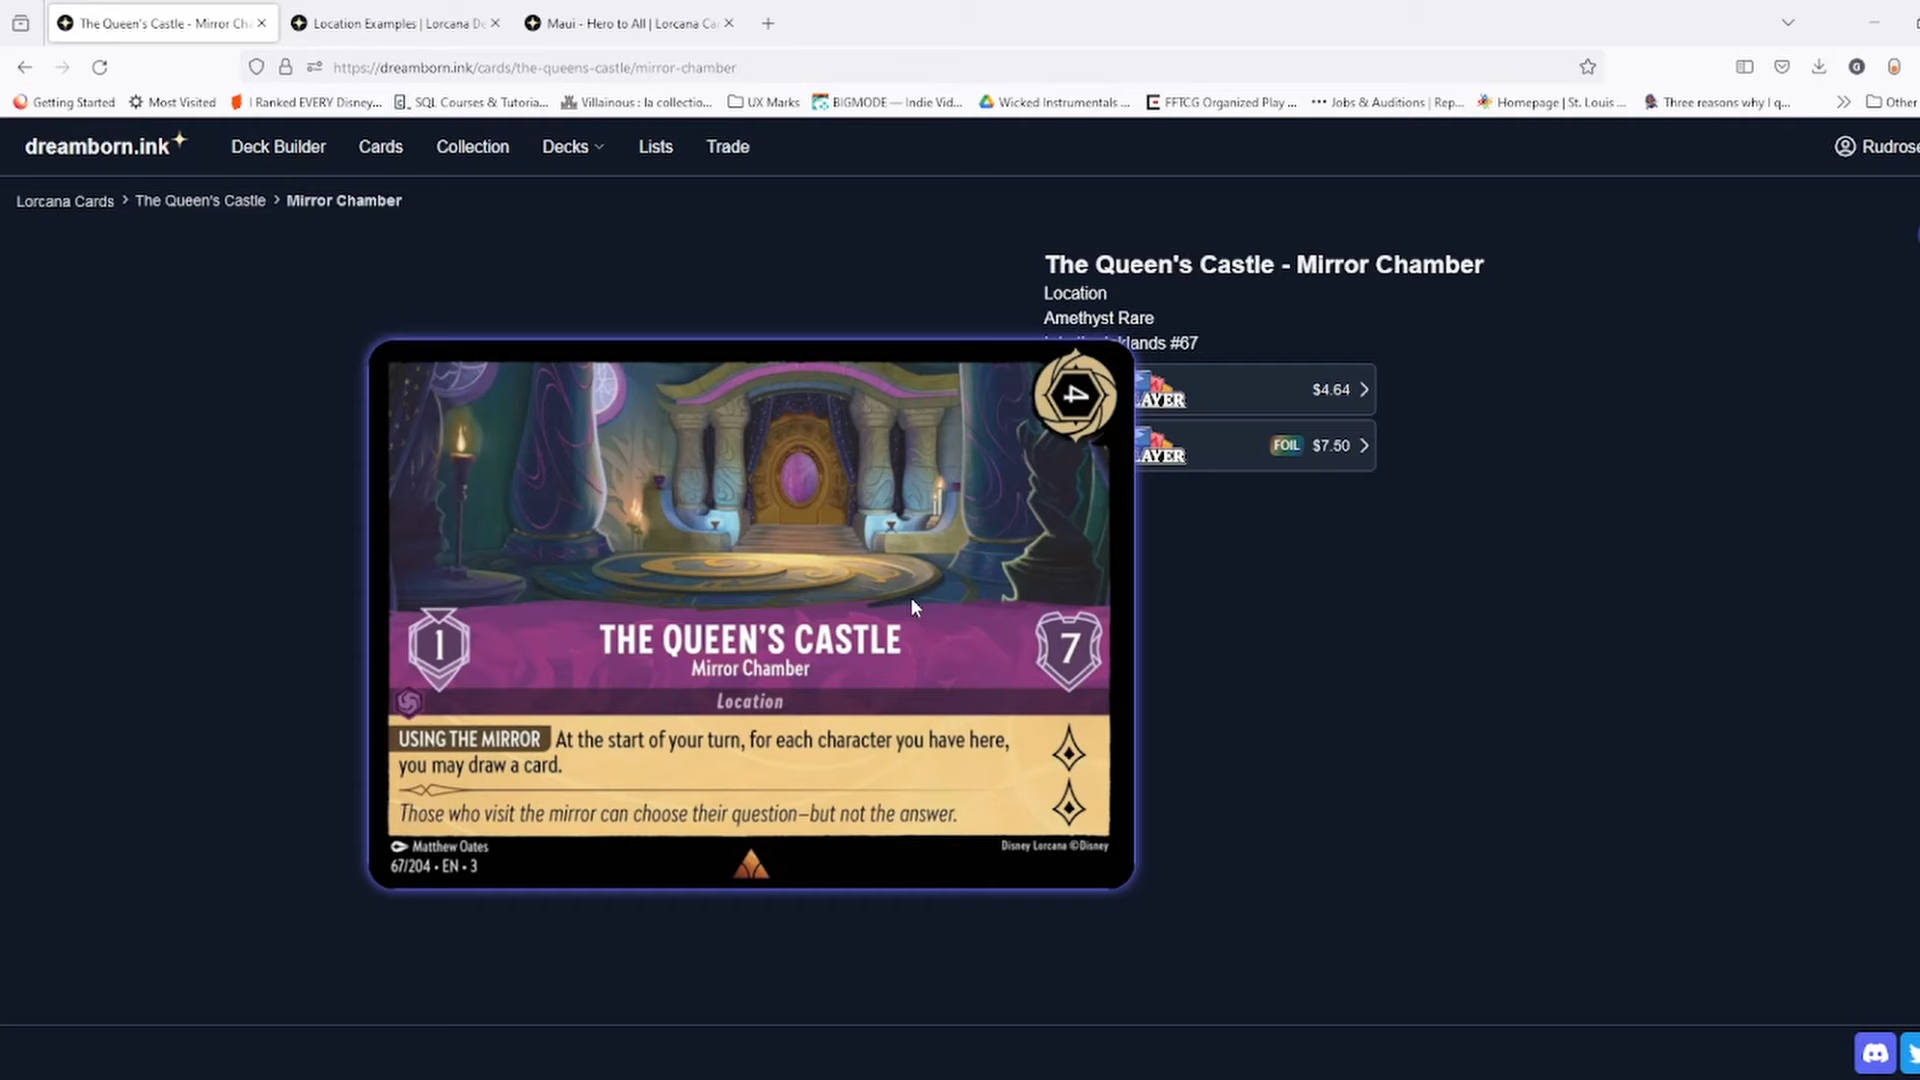 The Queen's Castle - Mirror Cha
Location Examples | Lorcana De
Maui - Hero to All | Lorcana Car
https://dreamborn.ink/cards/the-queens-castle/mirror-chamber
Getting Started
Most Visited
I Ranked EVERY Disney...
SQL Courses & Tutoria...
Villainous : la collectio...
UX Marks
BIGMODE — Indie Vid...
Wicked Instrumentals ...
FFTCG Organized Play ...
Jobs & Auditions | Rep...
Homepage | St. Louis ...
Three reasons why I q...
Other
dreamborn.ink
Deck Builder
Cards
Collection
Decks
Lists
Trade
Rudrose
Lorcana Cards > The Queen's Castle > Mirror Chamber
The Queen's Castle - Mirror Chamber
Location
Amethyst Rare
klands #67
AYER $4.64
AYER FOIL $7.50
4
1
THE QUEEN'S CASTLE
7
Mirror Chamber
Location
USING THE MIRROR At the start of your turn, for each character you have here,
you may draw a card.
Those who visit the mirror can choose their question–but not the answer.
Matthew Oates
Disney Lorcana ©Disney
67/204 • EN • 3